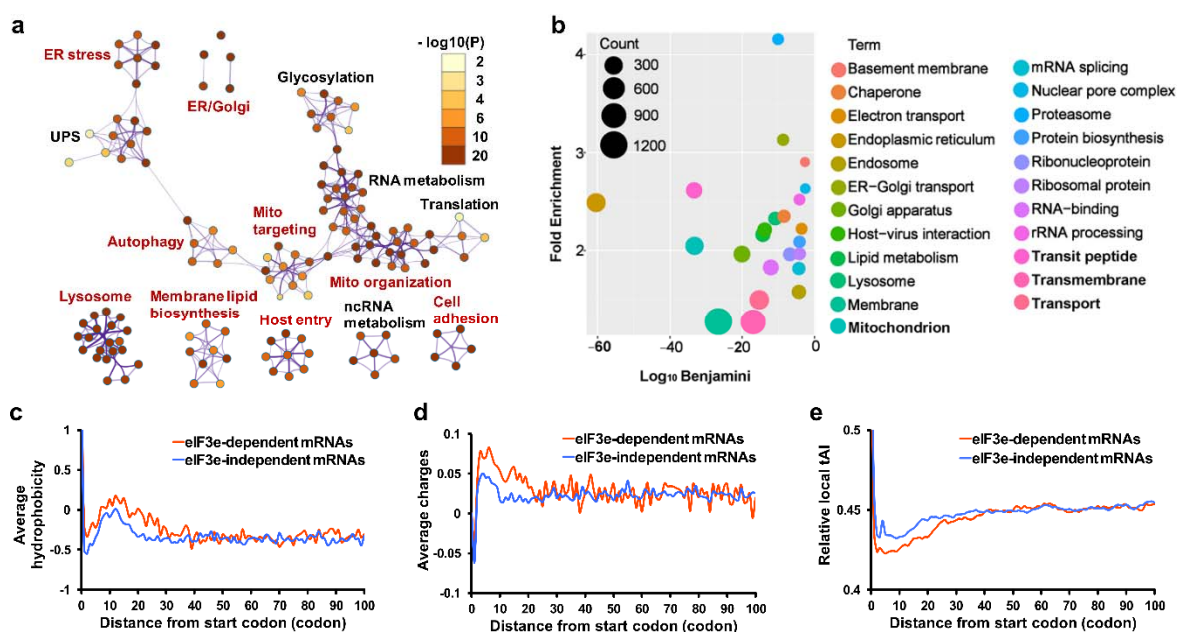 a
ER stress
ER/Golgi
UPS
Glycosylation
- log10(P)
2
3
4
6
10
20
RNA metabolism
Translation
Mito
targeting
Autophagy
Mito organization
Lysosome
Membrane lipid
biosynthesis
Host entry
ncRNA
metabolism
Cell
adhesion
b
Fold Enrichment
4
3
2
Count
300
600
900
1200
−60
−40
−20
0
Log₁₀ Benjamini
Term
Basement membrane
Chaperone
Electron transport
Endoplasmic reticulum
Endosome
ER−Golgi transport
Golgi apparatus
Host−virus interaction
Lipid metabolism
Lysosome
Membrane
Mitochondrion
mRNA splicing
Nuclear pore complex
Proteasome
Protein biosynthesis
Ribonucleoprotein
Ribosomal protein
RNA−binding
rRNA processing
Transit peptide
Transmembrane
Transport
c
Average
hydrophobicity
1
0.5
0
-0.5
-1
eIF3e-dependent mRNAs
eIF3e-independent mRNAs
0 10 20 30 40 50 60 70 80 90 100
Distance from start codon (codon)
d
Average charges
0.1
0.05
0
-0.05
-0.1
eIF3e-dependent mRNAs
eIF3e-independent mRNAs
0 10 20 30 40 50 60 70 80 90 100
Distance from start codon (codon)
e
Relative local tAI
0.5
0.45
0.4
eIF3e-dependent mRNAs
eIF3e-independent mRNAs
0 10 20 30 40 50 60 70 80 90 100
Distance from start codon (codon)